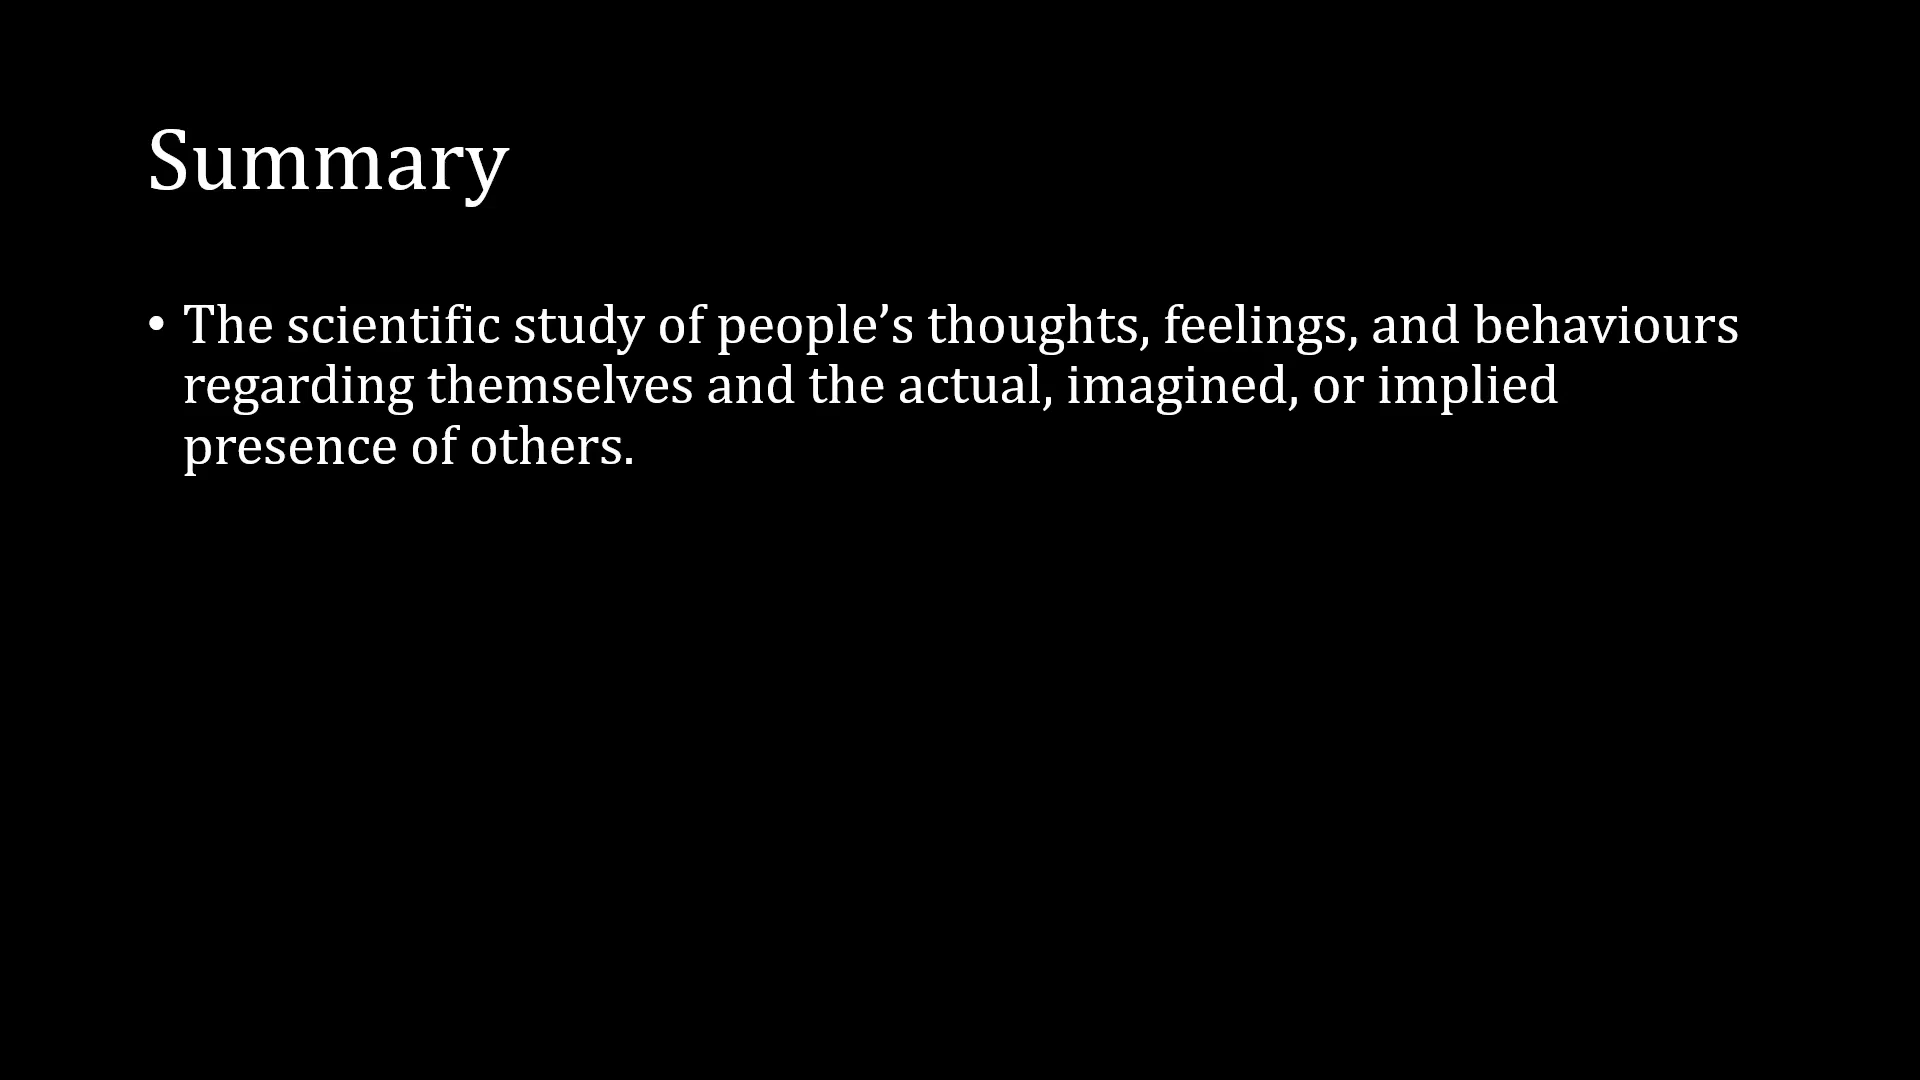 Summary
• The scientific study of people’s thoughts, feelings, and behaviours
regarding themselves and the actual, imagined, or implied
presence of others.